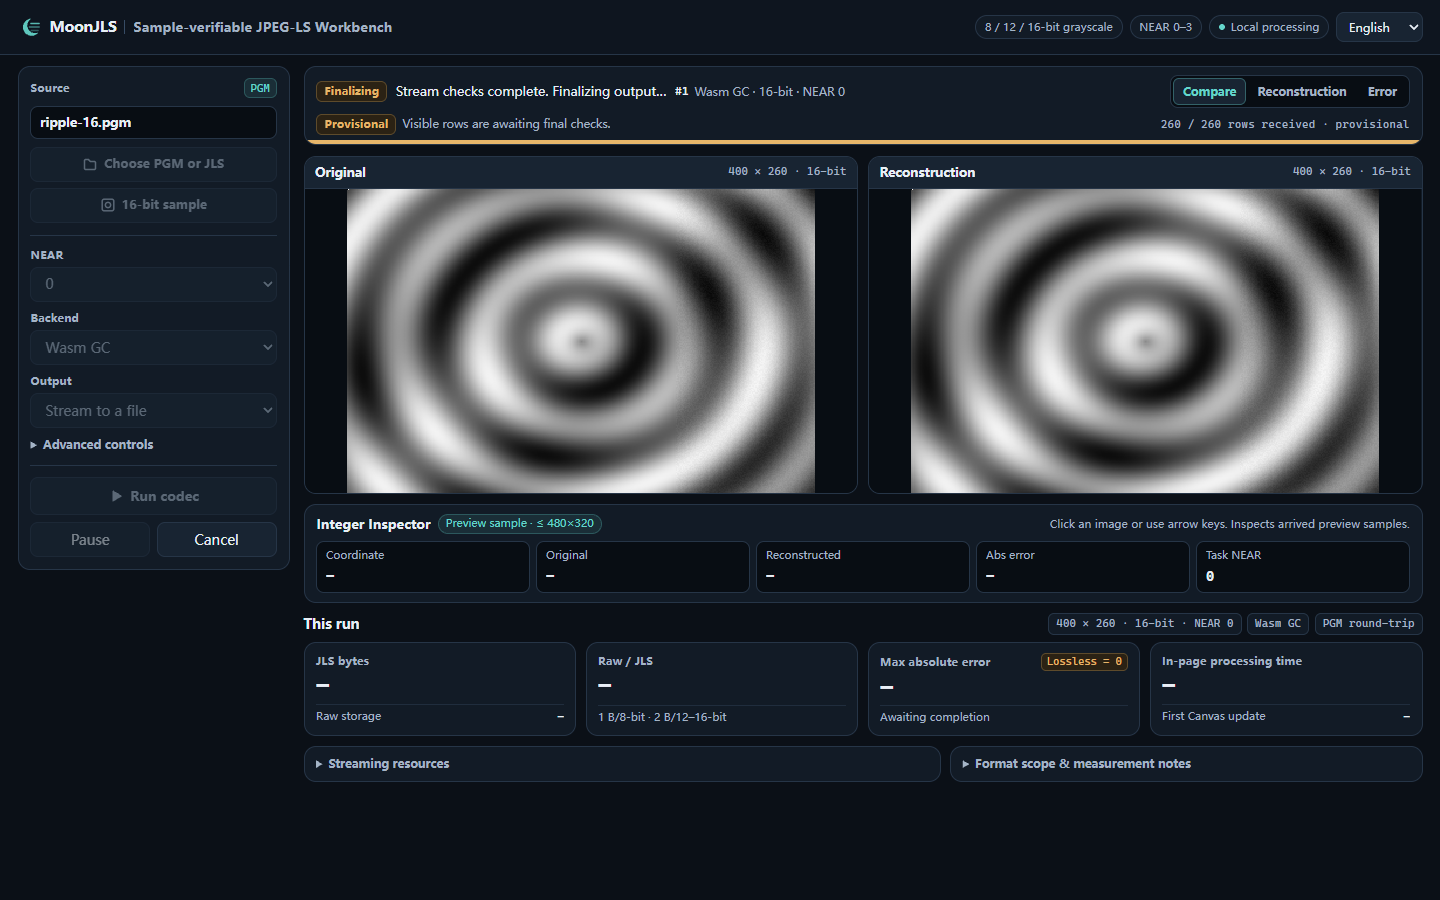 MoonJLS
Sample-verifiable JPEG-LS Workbench
8 / 12 / 16-bit grayscale
NEAR 0–3
Local processing
English
Source
PGM
ripple-16.pgm
Choose PGM or JLS
16-bit sample
NEAR
0
Backend
Wasm GC
Output
Stream to a file
Advanced controls
Run codec
Pause
Cancel
Finalizing
Stream checks complete. Finalizing output... #1 Wasm GC · 16-bit · NEAR 0
Compare
Reconstruction
Error
Provisional
Visible rows are awaiting final checks.
260 / 260 rows received · provisional
Original
400 × 260 · 16-bit
Reconstruction
400 × 260 · 16-bit
Integer Inspector
Preview sample · ≤ 480×320
Click an image or use arrow keys. Inspects arrived preview samples.
Coordinate
–
Original
–
Reconstructed
–
Abs error
–
Task NEAR
0
This run
400 × 260 · 16-bit · NEAR 0
Wasm GC
PGM round-trip
JLS bytes
—
Raw storage
–
Raw / JLS
—
1 B/8-bit · 2 B/12–16-bit
Max absolute error
Lossless = 0
—
Awaiting completion
In-page processing time
—
First Canvas update
–
Streaming resources
Format scope & measurement notes